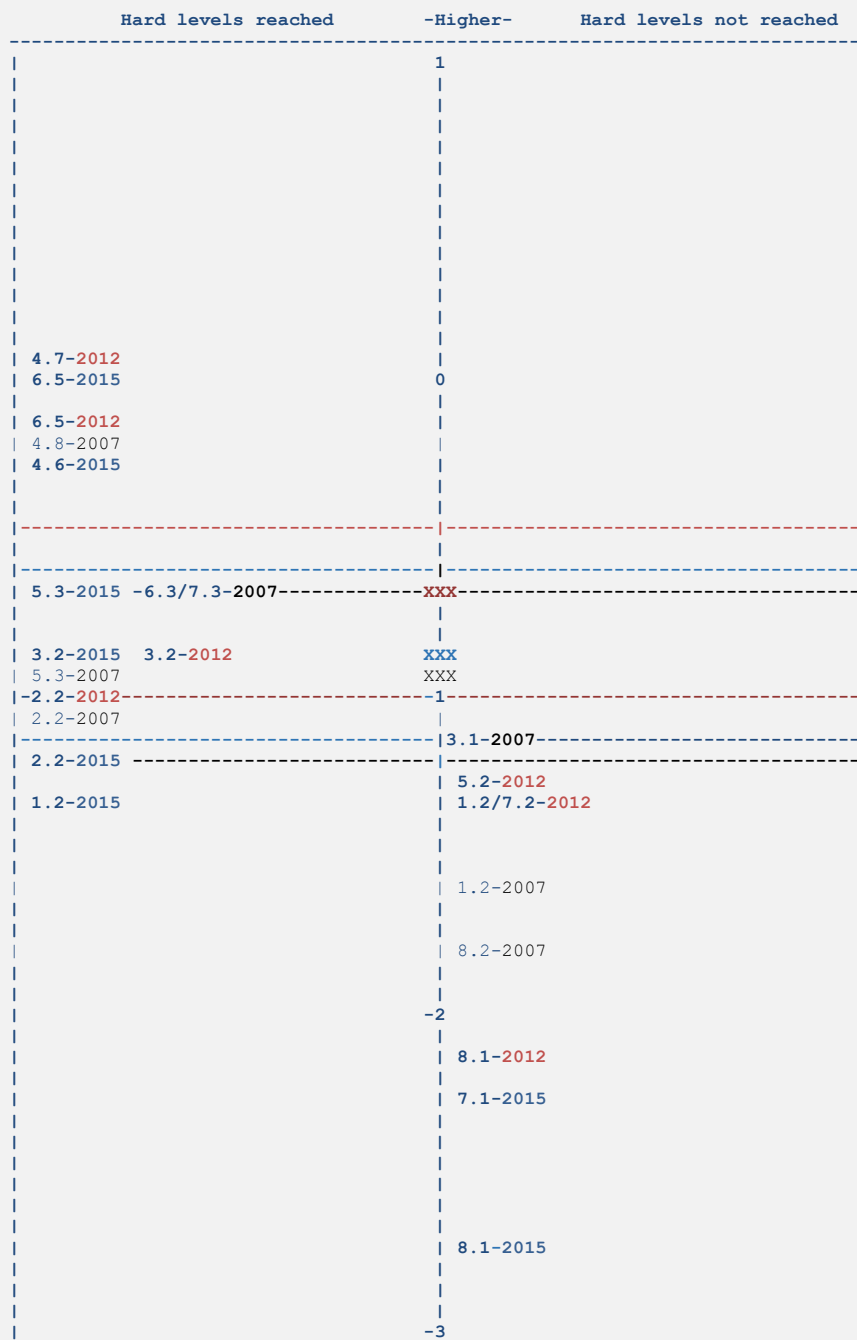 Hard levels reached -Higher- Hard levels not reached
--------------------------------------------------------------------------------
| 1
| |
| |
| |
| |
| |
| |
| |
| |
| |
| |
| |
| |
| |
| 4.7-2012 |
| 6.5-2015 0
| |
| 6.5-2012 |
| 4.8-2007 |
| 4.6-2015 |
| |
| |
|-------------------------------------|-------------------------------------
| |
|-------------------------------------|-------------------------------------
| 5.3-2015 -6.3/7.3-2007-------------XXX------------------------------------
| |
| |
| 3.2-2015 3.2-2012 XXX
| 5.3-2007 XXX
|-2.2-2012----------------------------1-------------------------------------
| 2.2-2007 |
|-------------------------------------|3.1-2007-----------------------------
| 2.2-2015 ---------------------------|-------------------------------------
| | 5.2-2012
| 1.2-2015 | 1.2/7.2-2012
| |
| |
| |
| | 1.2-2007
| |
| |
| | 8.2-2007
| |
| |
| -2
| |
| | 8.1-2012
| |
| | 7.1-2015
| |
| |
| |
| |
| |
| |
| | 8.1-2015
| |
| |
| |
| -3